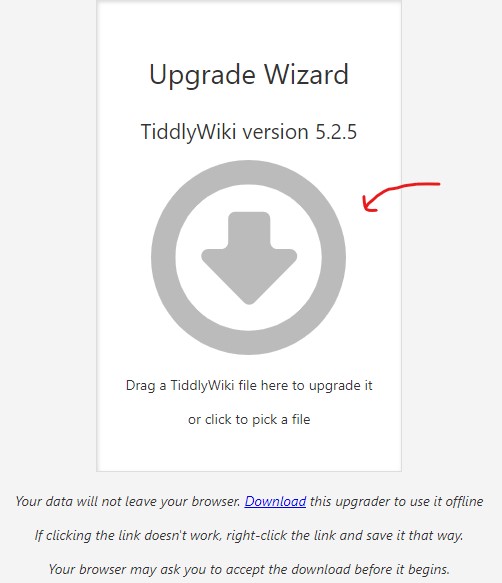 Upgrade Wizard
TiddlyWiki version 5.2.5
Drag a TiddlyWiki file here to upgrade it
or click to pick a file
Your data will not leave your browser. Download this upgrader to use it offline
If clicking the link doesn't work, right-click the link and save it that way.
Your browser may ask you to accept the download before it begins.